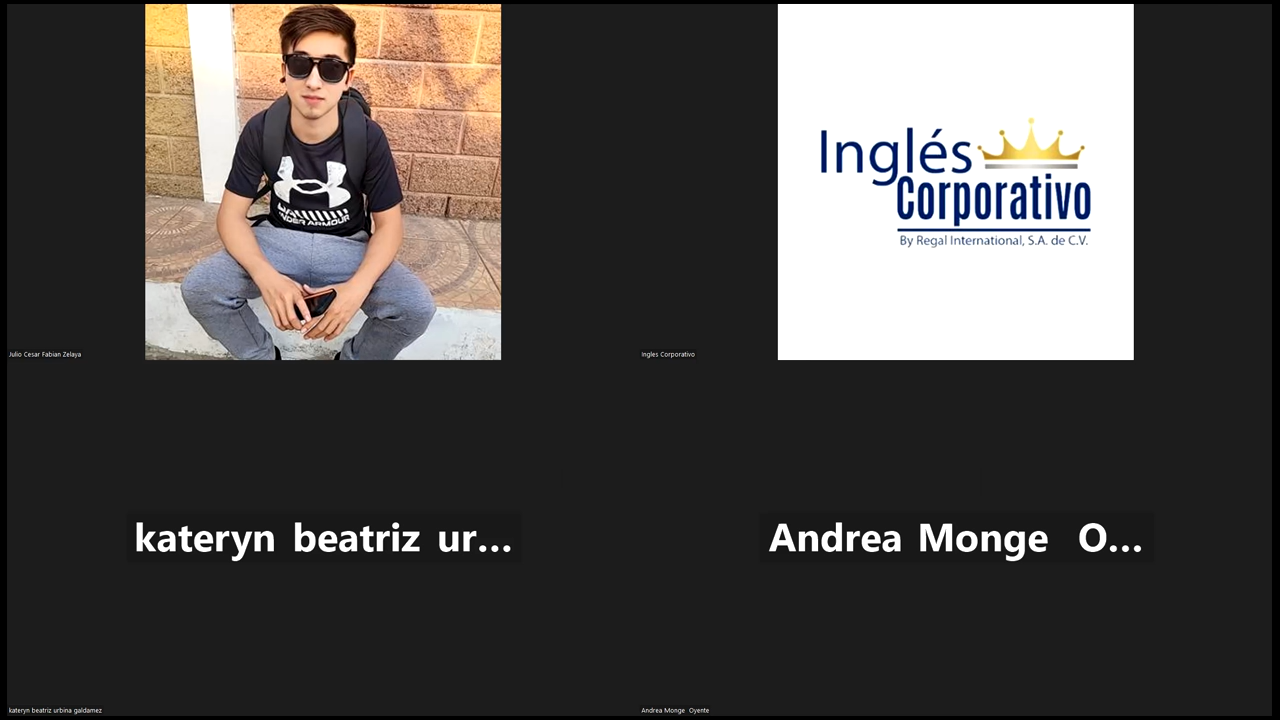 UNDER ARMOUR
Inglés
Corporativo
By Regal International, S.A. de C.V.
Julio Cesar Fabian Zelaya
Ingles Corporativo
kateryn beatriz ur...
Andrea Monge O...
kateryn beatriz urbina galdamez
Andrea Monge Oyente